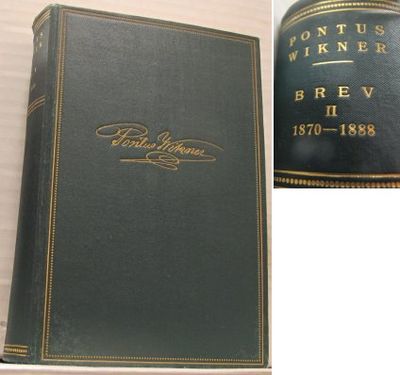 Pontus Wikner
PONTUS
WIKNER
BREV
II
1870—1888